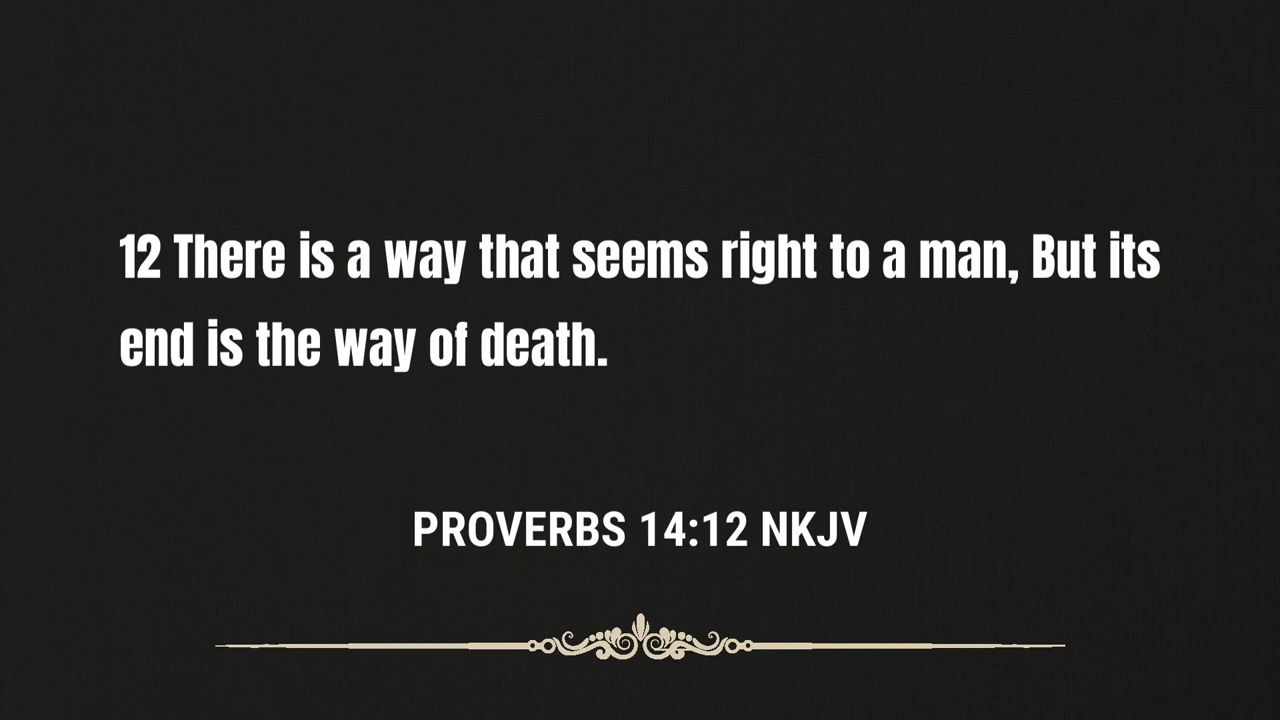 12 There is a way that seems right to a man, But its
end is the way of death.
PROVERBS 14:12 NKJV